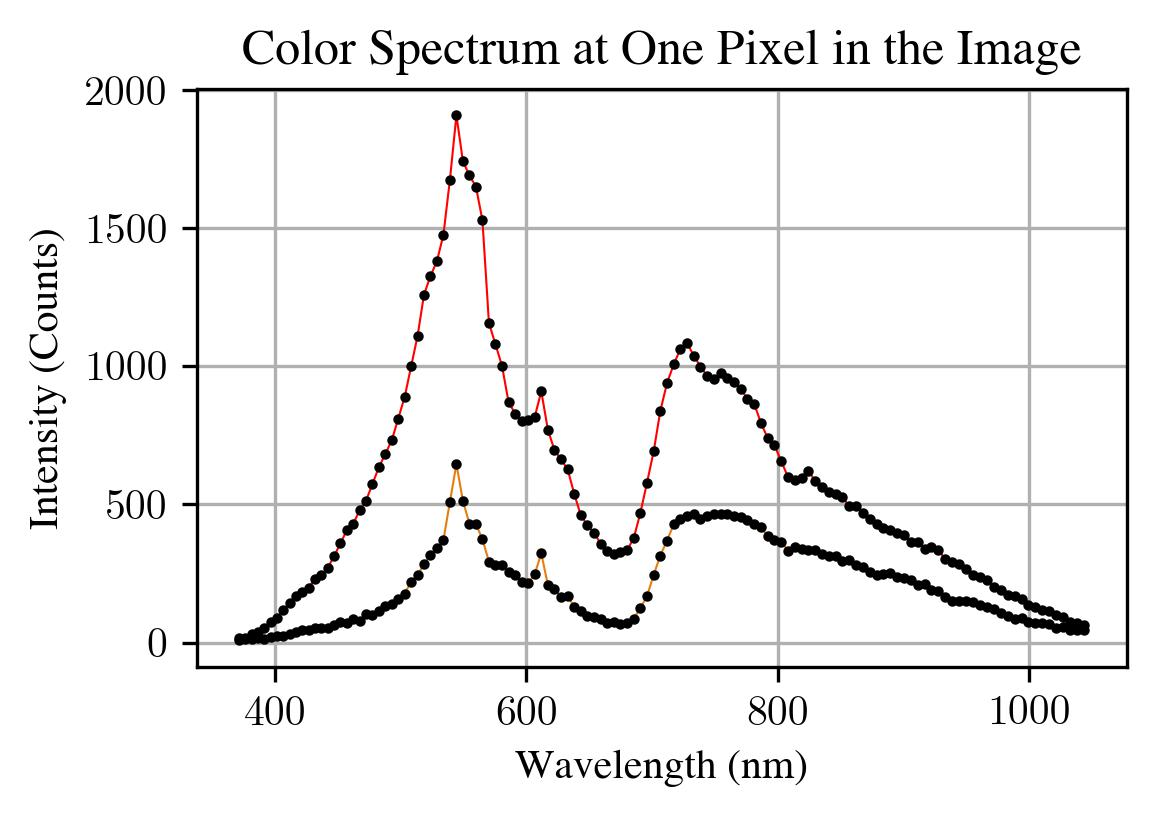 Color Spectrum at One Pixel in the Image
2000
1500
1000
500
0
Intensity (Counts)
400 600 800 1000
Wavelength (nm)